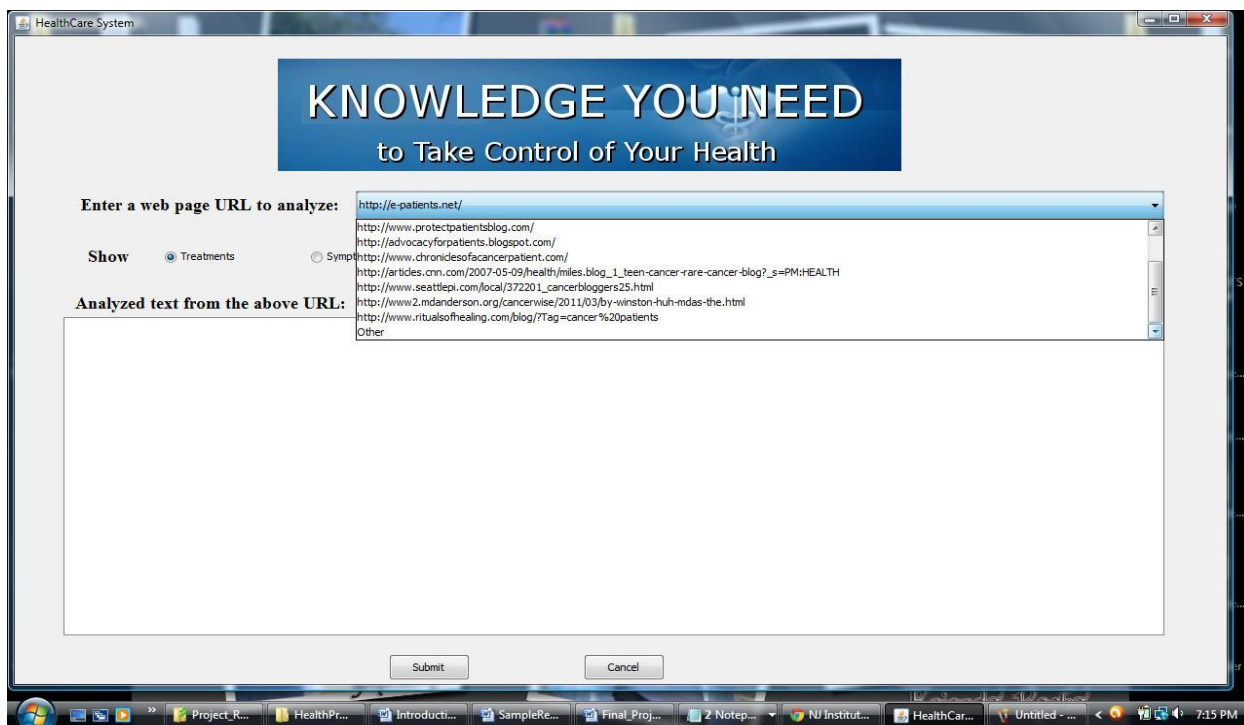 HealthCare System
KNOWLEDGE YOU NEED
to Take Control of Your Health
Enter a web page URL to analyze:
http://e-patients.net/
http://www.protectpatientsblog.com/
http://advocacyforpatients.blogspot.com/
http://www.chroniclesofacancerpatient.com/
http://articles.cnn.com/2007-05-09/health/miles.blog_1_teen-cancer-rare-cancer-blog?_s=PM:HEALTH
http://www.seattlepi.com/local/372201_cancerbloggers25.html
http://www2.mdanderson.org/cancerwise/2011/03/by-winston-huh-mdas-the.html
http://www.ritualsofhealing.com/blog/?Tag=cancer%20patients
Other
Show Treatments Sympt
Analyzed text from the above URL:
Submit Cancel
Project_R... HealthPr... Introducti... SampleRe... Final_Proj... 2 Notep... NJ Institut... HealthCar... Untitled - ... 7:15 PM